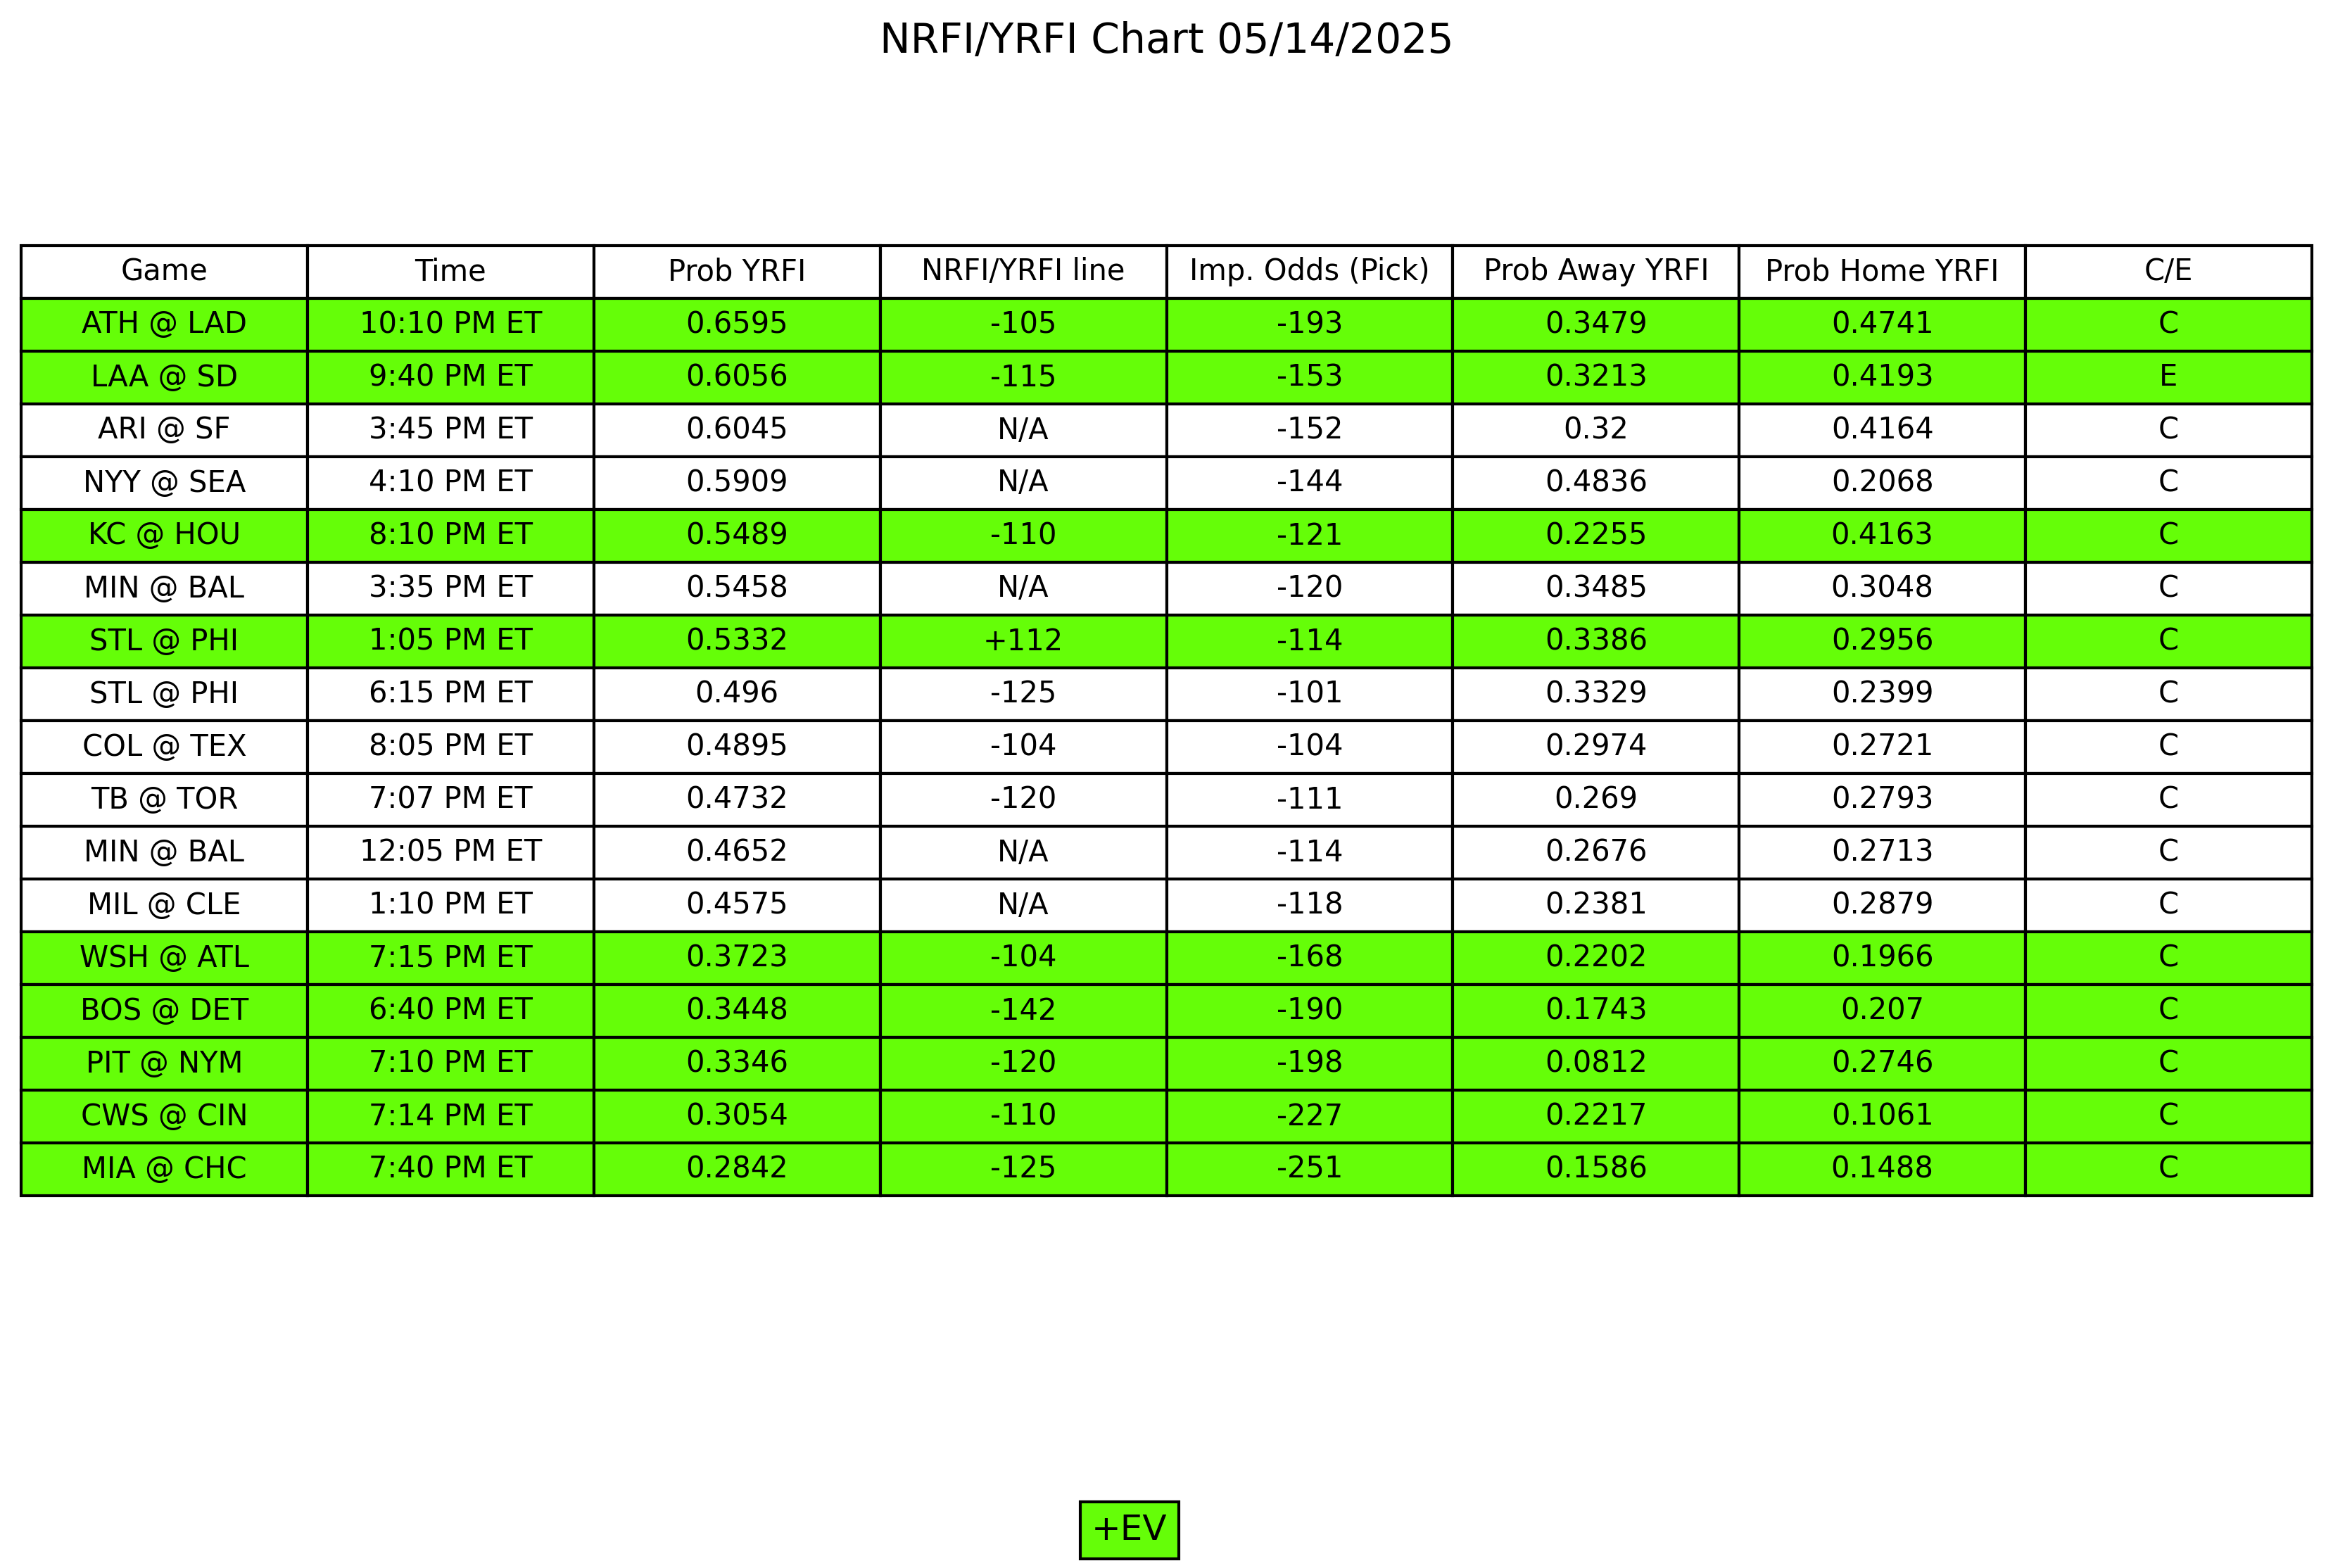 NRFI/YRFI Chart 05/14/2025
Game Time Prob YRFI NRFI/YRFI line Imp. Odds (Pick) Prob Away YRFI Prob Home YRFI C/E
ATH @ LAD 10:10 PM ET 0.6595 -105 -193 0.3479 0.4741 C
LAA @ SD 9:40 PM ET 0.6056 -115 -153 0.3213 0.4193 E
ARI @ SF 3:45 PM ET 0.6045 N/A -152 0.32 0.4164 C
NYY @ SEA 4:10 PM ET 0.5909 N/A -144 0.4836 0.2068 C
KC @ HOU 8:10 PM ET 0.5489 -110 -121 0.2255 0.4163 C
MIN @ BAL 3:35 PM ET 0.5458 N/A -120 0.3485 0.3048 C
STL @ PHI 1:05 PM ET 0.5332 +112 -114 0.3386 0.2956 C
STL @ PHI 6:15 PM ET 0.496 -125 -101 0.3329 0.2399 C
COL @ TEX 8:05 PM ET 0.4895 -104 -104 0.2974 0.2721 C
TB @ TOR 7:07 PM ET 0.4732 -120 -111 0.269 0.2793 C
MIN @ BAL 12:05 PM ET 0.4652 N/A -114 0.2676 0.2713 C
MIL @ CLE 1:10 PM ET 0.4575 N/A -118 0.2381 0.2879 C
WSH @ ATL 7:15 PM ET 0.3723 -104 -168 0.2202 0.1966 C
BOS @ DET 6:40 PM ET 0.3448 -142 -190 0.1743 0.207 C
PIT @ NYM 7:10 PM ET 0.3346 -120 -198 0.0812 0.2746 C
CWS @ CIN 7:14 PM ET 0.3054 -110 -227 0.2217 0.1061 C
MIA @ CHC 7:40 PM ET 0.2842 -125 -251 0.1586 0.1488 C
+EV